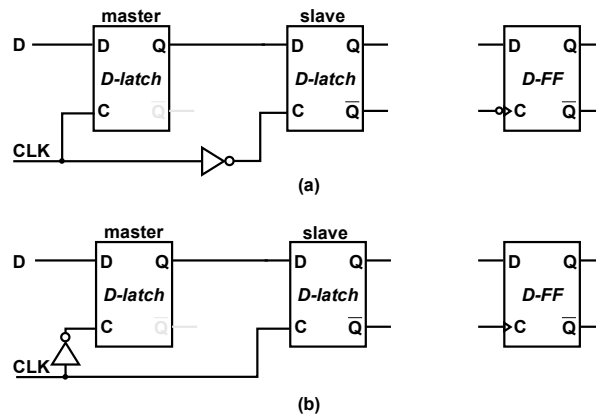 master slave
D D Q D Q D Q
D-latch D-latch D-FF
C Q̅ C Q̅ C Q̅
CLK
(a)
master slave
D D Q D Q D Q
D-latch D-latch D-FF
C Q̅ C Q̅ C Q̅
CLK
(b)